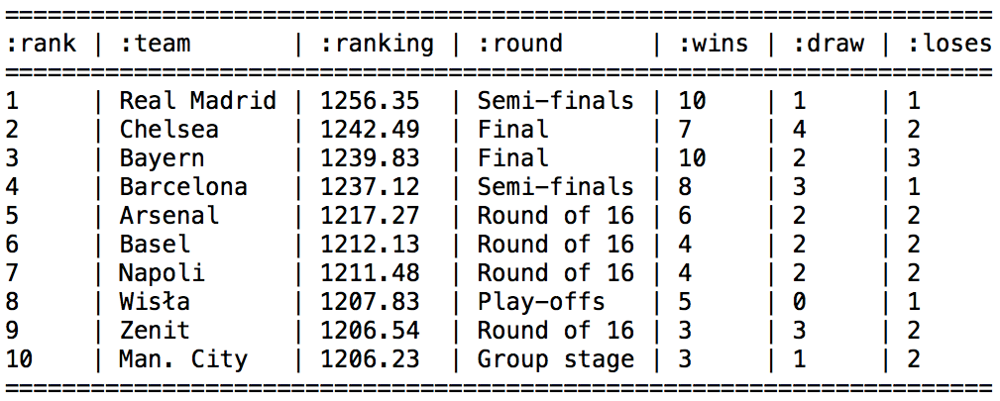 ======================================================================
:rank | :team       | :ranking | :round      | :wins | :draw | :loses
======================================================================
1     | Real Madrid | 1256.35  | Semi-finals | 10    | 1     | 1
2     | Chelsea     | 1242.49  | Final       | 7     | 4     | 2
3     | Bayern      | 1239.83  | Final       | 10    | 2     | 3
4     | Barcelona   | 1237.12  | Semi-finals | 8     | 3     | 1
5     | Arsenal     | 1217.27  | Round of 16 | 6     | 2     | 2
6     | Basel       | 1212.13  | Round of 16 | 4     | 2     | 2
7     | Napoli      | 1211.48  | Round of 16 | 4     | 2     | 2
8     | Wisła       | 1207.83  | Play-offs   | 5     | 0     | 1
9     | Zenit       | 1206.54  | Round of 16 | 3     | 3     | 2
10    | Man. City   | 1206.23  | Group stage | 3     | 1     | 2
======================================================================